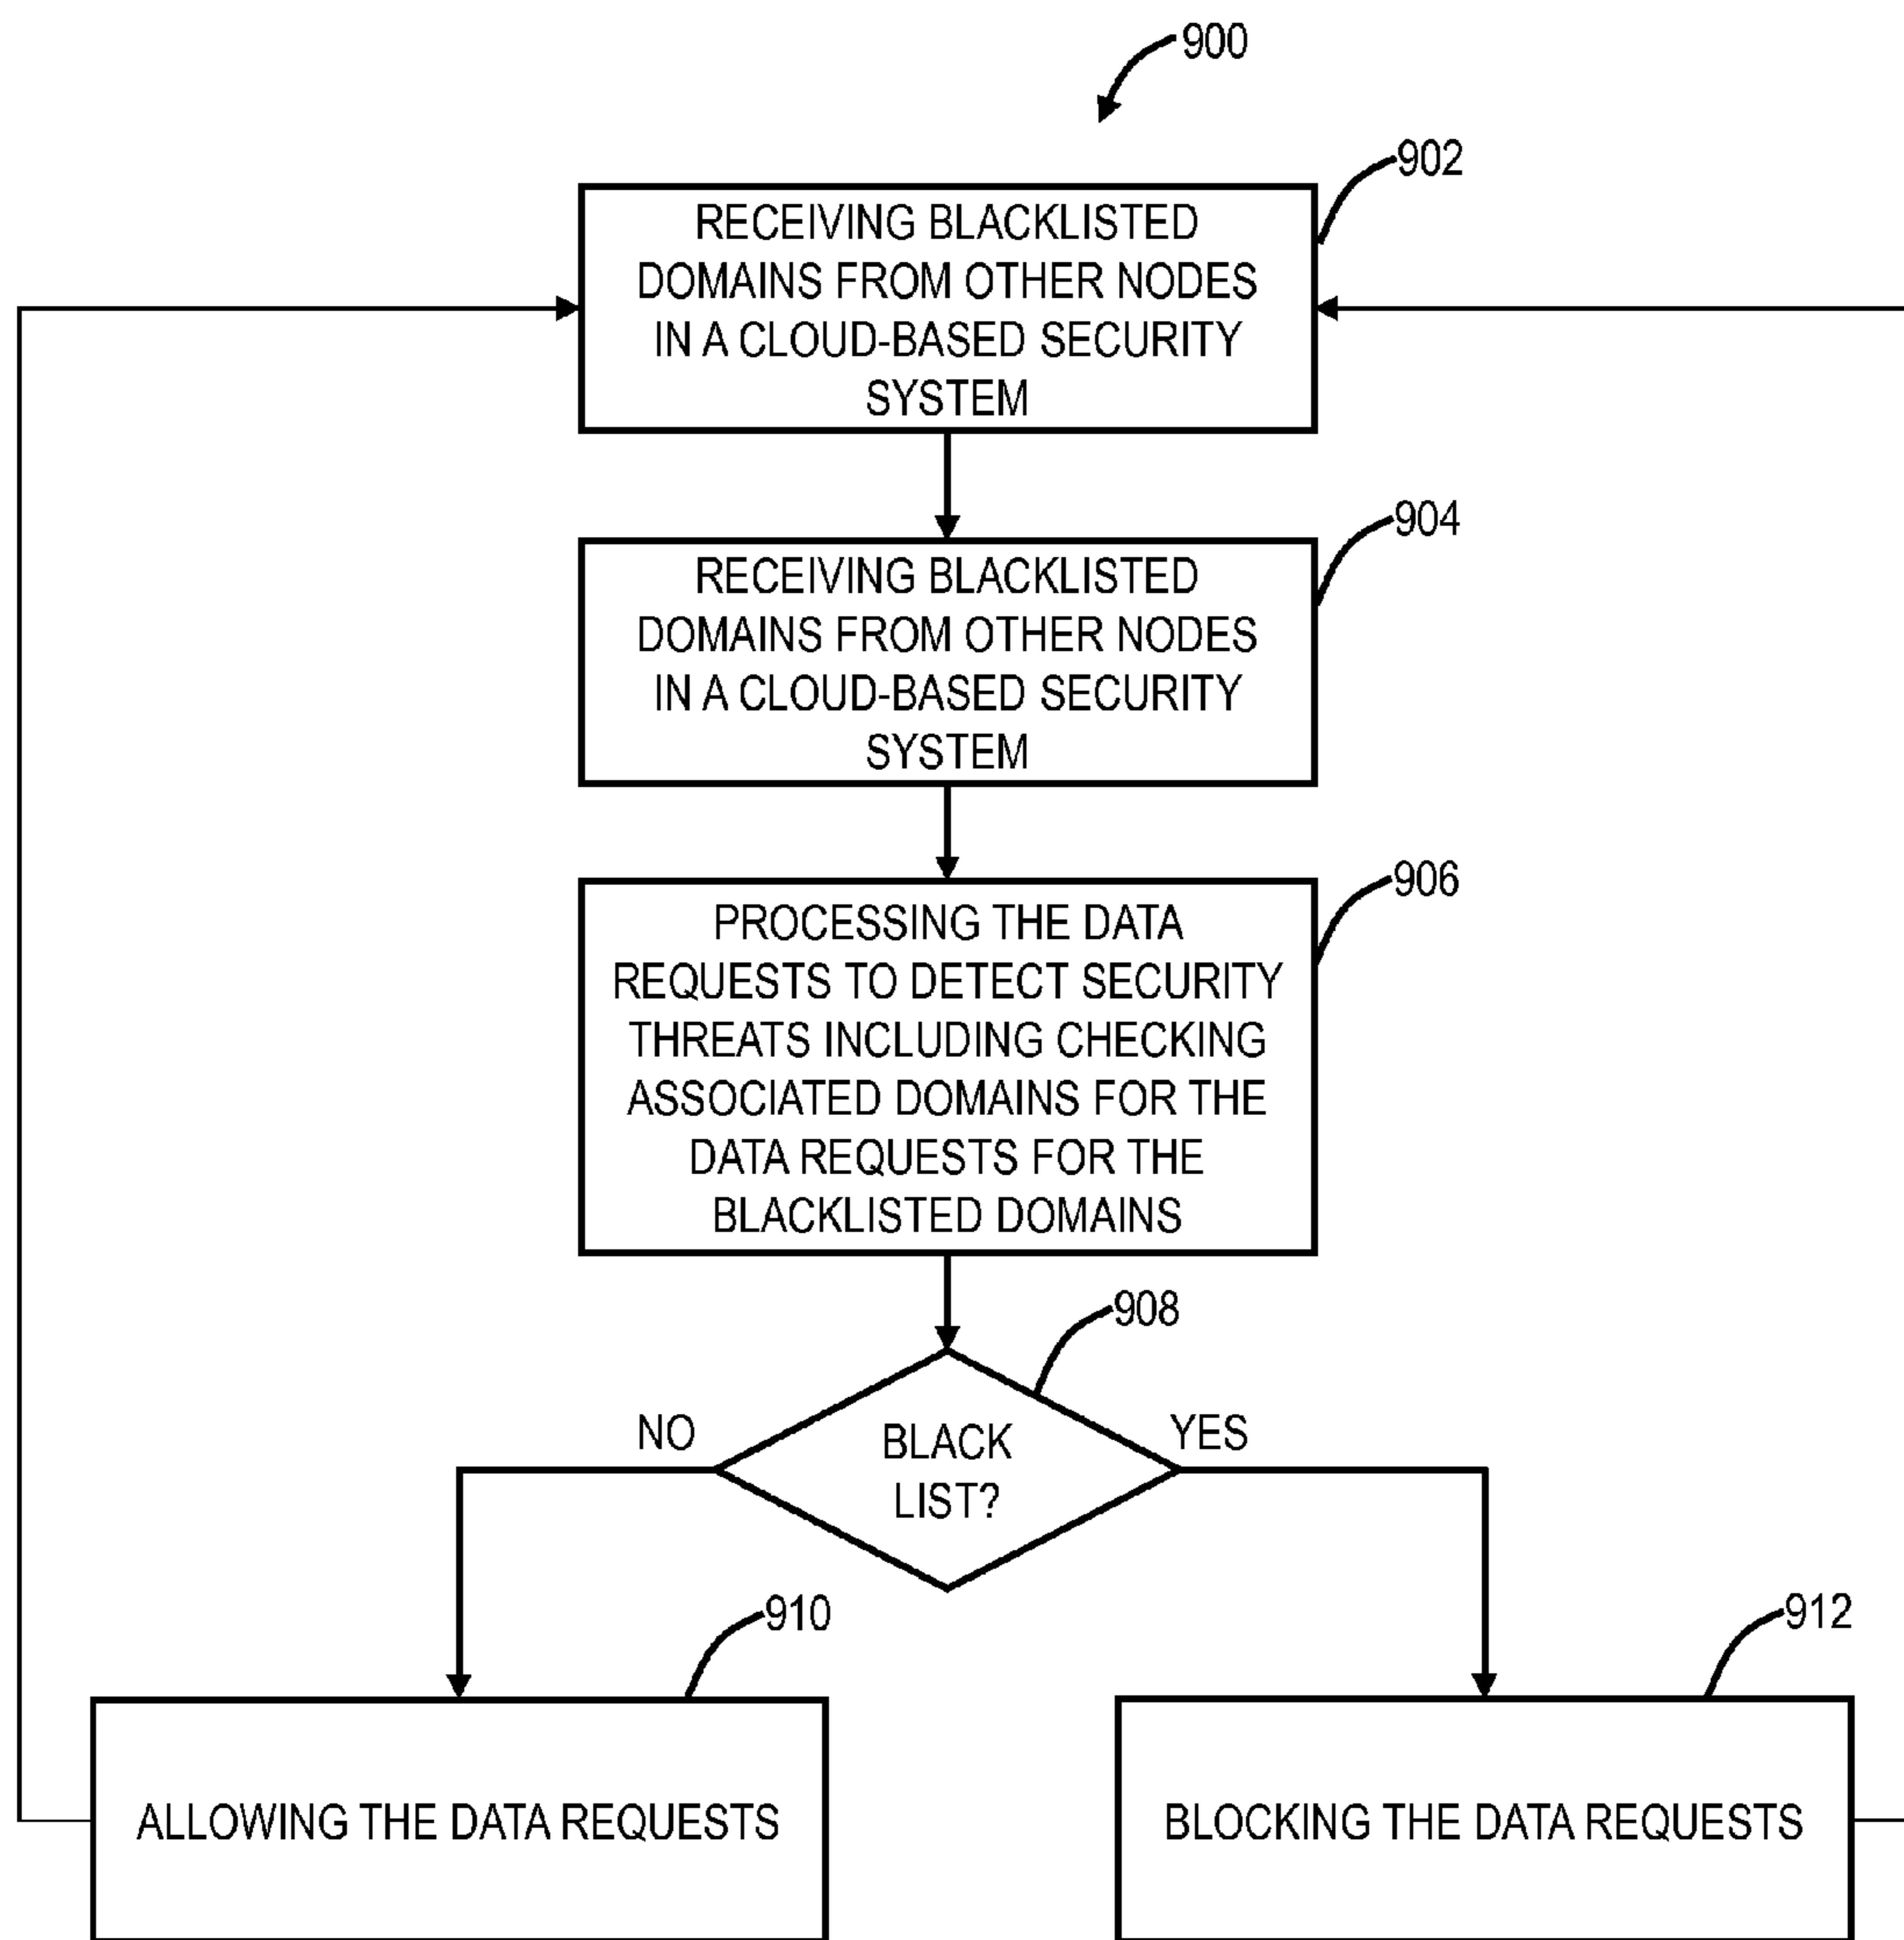 900
902
RECEIVING BLACKLISTED
DOMAINS FROM OTHER NODES
IN A CLOUD-BASED SECURITY
SYSTEM
904
RECEIVING BLACKLISTED
DOMAINS FROM OTHER NODES
IN A CLOUD-BASED SECURITY
SYSTEM
906
PROCESSING THE DATA
REQUESTS TO DETECT SECURITY
THREATS INCLUDING CHECKING
ASSOCIATED DOMAINS FOR THE
DATA REQUESTS FOR THE
BLACKLISTED DOMAINS
908
NO
BLACK
LIST?
YES
910
ALLOWING THE DATA REQUESTS
912
BLOCKING THE DATA REQUESTS